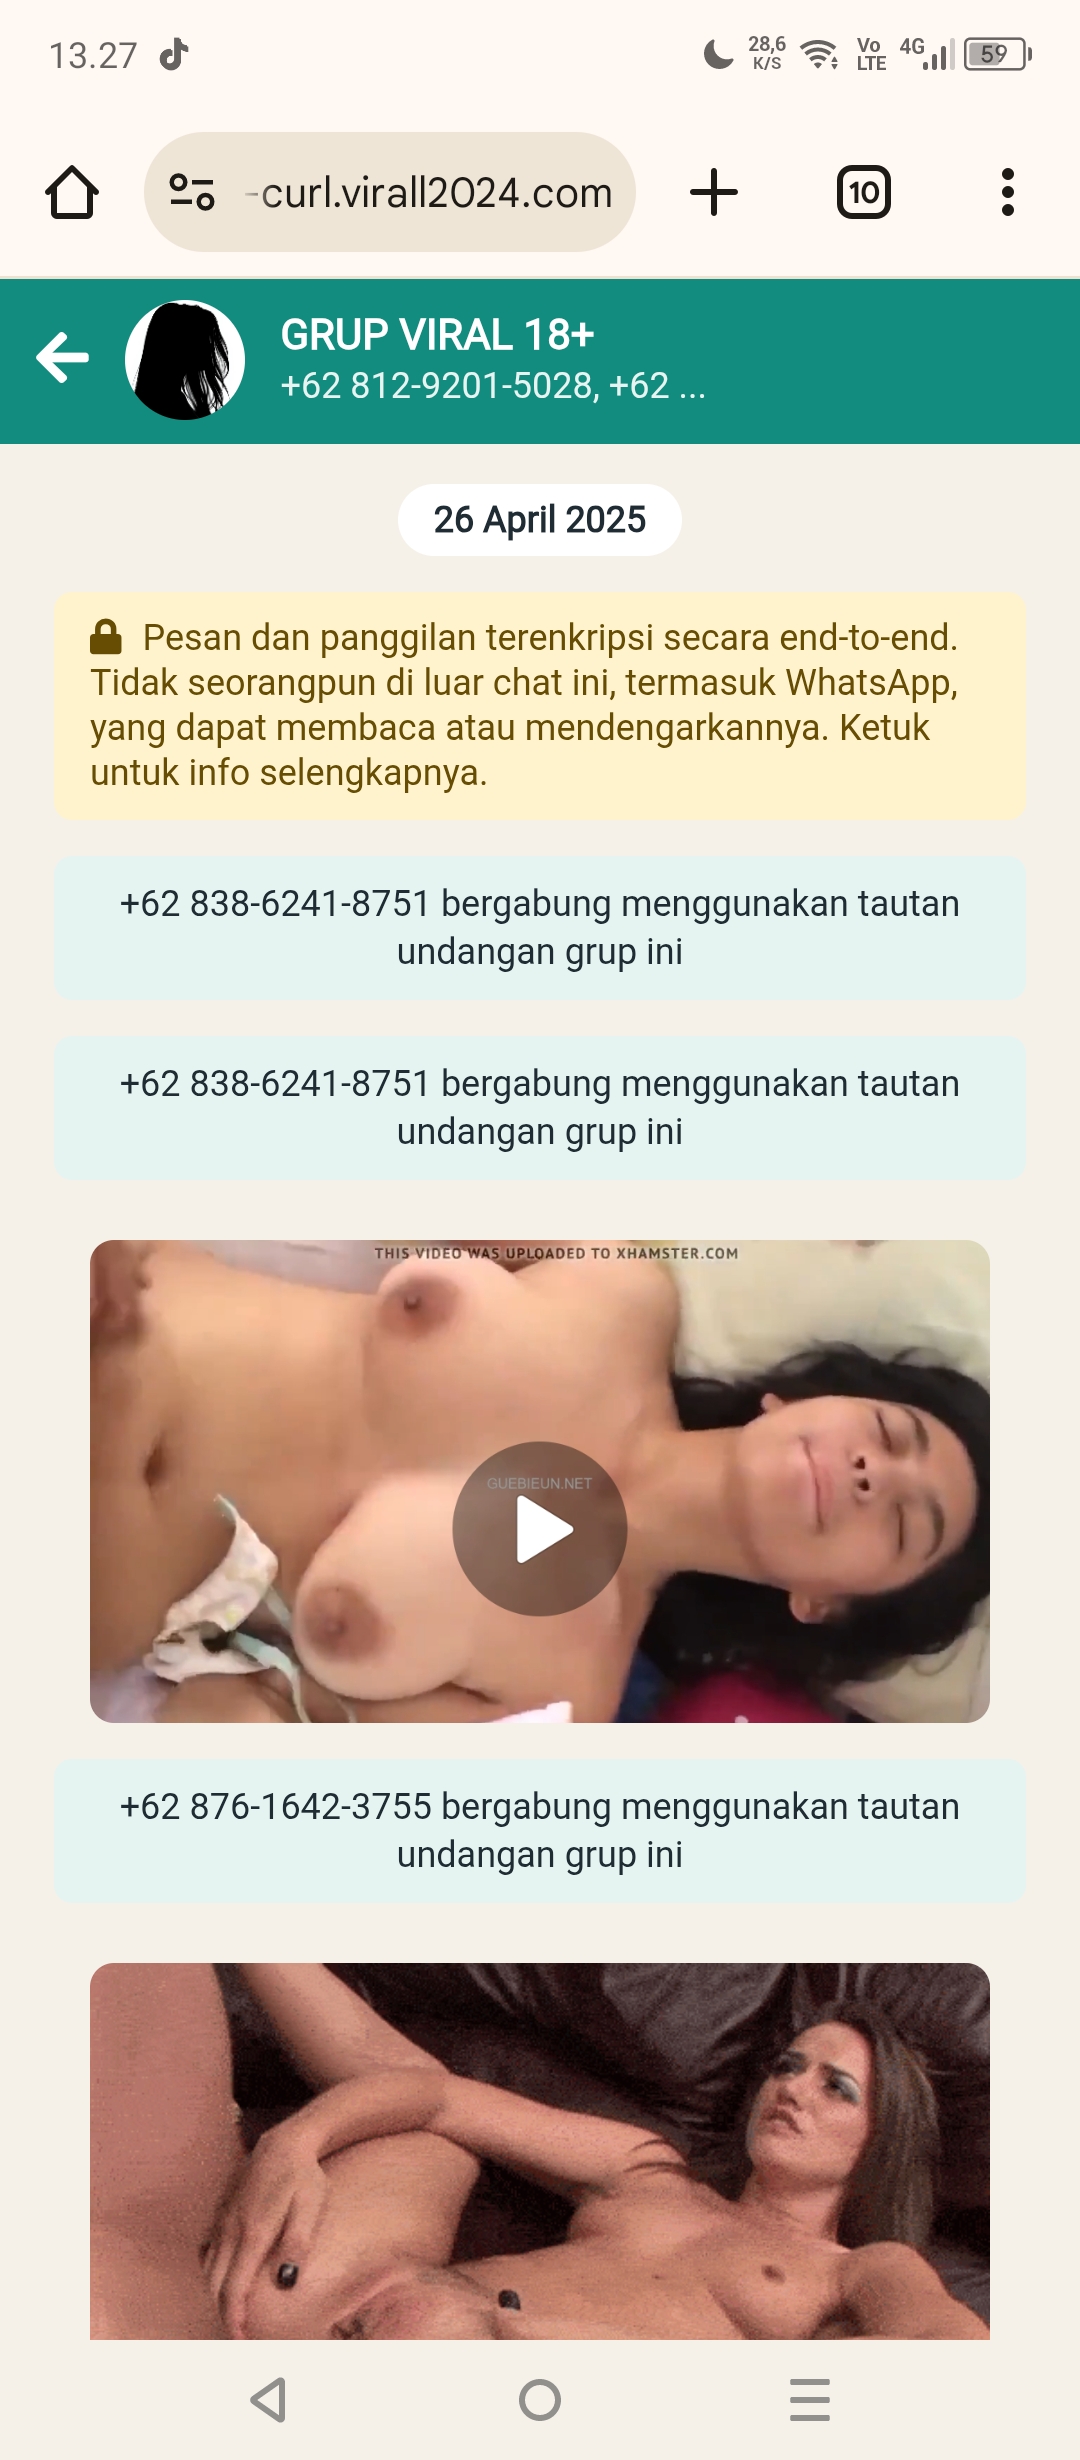 13.27
28,6
K/S
Vo
LTE
4G
59
-curl.virall2024.com
10
GRUP VIRAL 18+
+62 812-9201-5028, +62 ...
26 April 2025
Pesan dan panggilan terenkripsi secara end-to-end.
Tidak seorangpun di luar chat ini, termasuk WhatsApp,
yang dapat membaca atau mendengarkannya. Ketuk
untuk info selengkapnya.
+62 838-6241-8751 bergabung menggunakan tautan
undangan grup ini
+62 838-6241-8751 bergabung menggunakan tautan
undangan grup ini
THIS VIDEO WAS UPLOADED TO XHAMSTER.COM
GUEBIEUN.NET
+62 876-1642-3755 bergabung menggunakan tautan
undangan grup ini